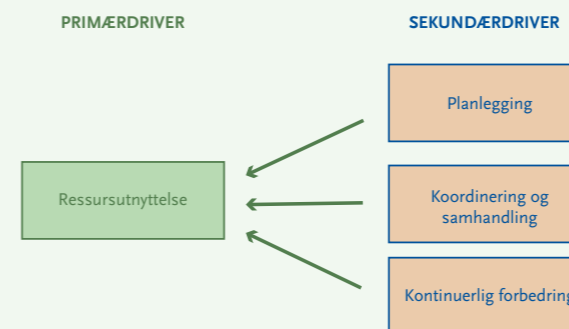 PRIMÆRDRIVER
SEKUNDÆRDRIVER
Planlegging
Ressursutnyttelse
Koordinering og
samhandling
Kontinuerlig forbedring